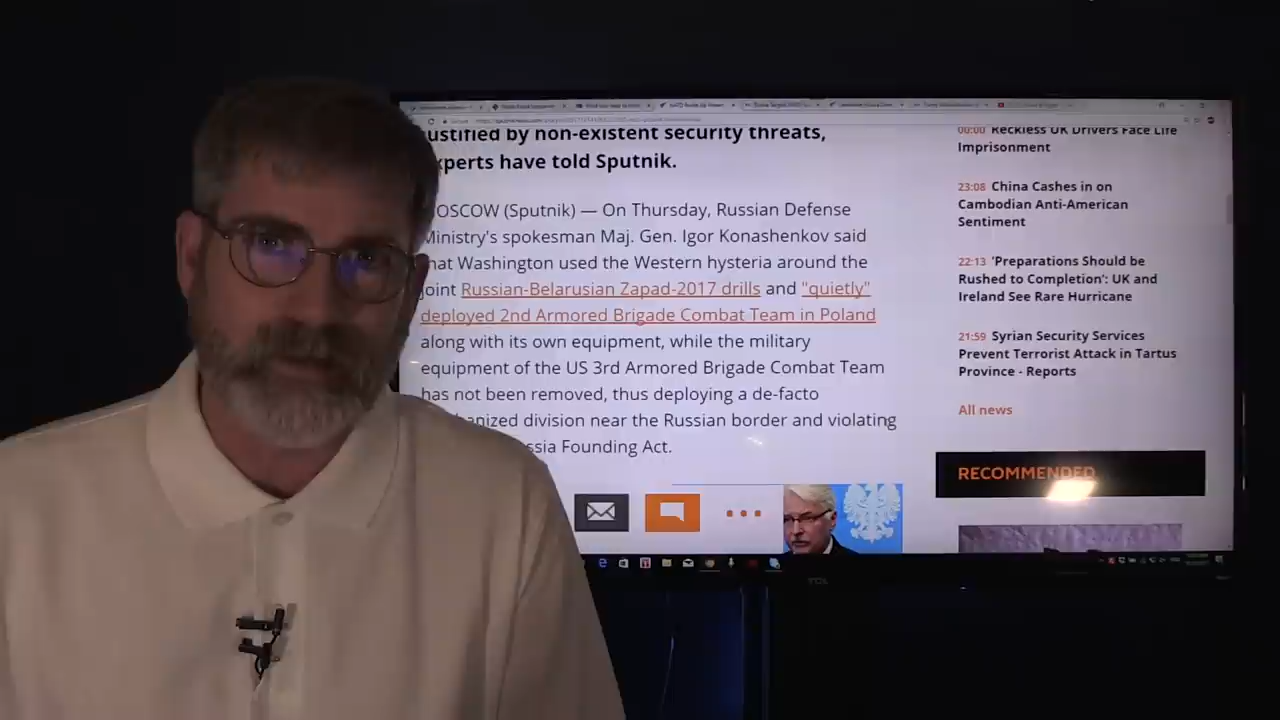 ustified by non-existent security threats,
xperts have told Sputnik.
OSCOW (Sputnik) — On Thursday, Russian Defense
Ministry's spokesman Maj. Gen. Igor Konashenkov said
hat Washington used the Western hysteria around the
joint Russian-Belarusian Zapad-2017 drills and "quietly"
deployed 2nd Armored Brigade Combat Team in Poland
along with its own equipment, while the military
equipment of the US 3rd Armored Brigade Combat Team
has not been removed, thus deploying a de-facto
anized division near the Russian border and violating
ssia Founding Act.
00:00 Reckless UK Drivers Face Life
Imprisonment
23:08 China Cashes in on
Cambodian Anti-American
Sentiment
22:13 'Preparations Should be
Rushed to Completion': UK and
Ireland See Rare Hurricane
21:59 Syrian Security Services
Prevent Terrorist Attack in Tartus
Province - Reports
All news
RECOMMENDED
TCL